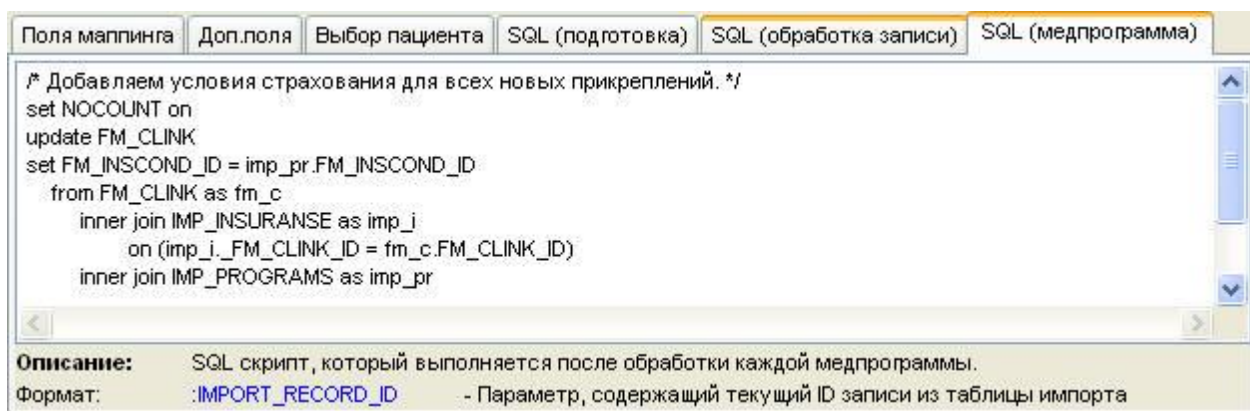 Поля маппинга Доп.поля Выбор пациента SQL (подготовка) SQL (обработка записи) SQL (медпрограмма)
/* Добавляем условия страхования для всех новых прикреплений. */
set NOCOUNT on
update FM_CLINK
set FM_INSCOND_ID = imp_pr.FM_INSCOND_ID
from FM_CLINK as fm_c
inner join IMP_INSURANSE as imp_i
on (imp_i._FM_CLINK_ID = fm_c.FM_CLINK_ID)
inner join IMP_PROGRAMS as imp_pr
Описание: SQL скрипт, который выполняется после обработки каждой медпрограммы.
Формат: :IMPORT_RECORD_ID - Параметр, содержащий текущий ID записи из таблицы импорта